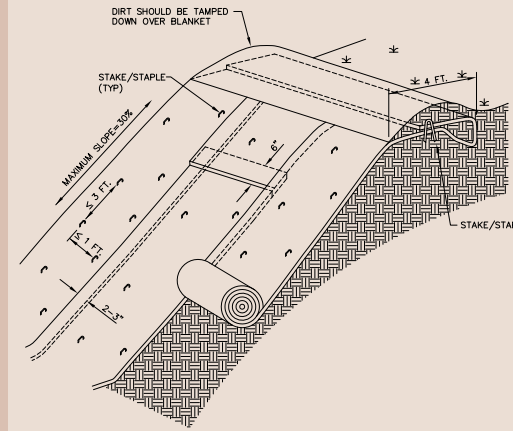 DIRT SHOULD BE TAMPED
DOWN OVER BLANKET
STAKE/STAPLE
(TYP)
4 FT.
MAXIMUM SLOPE=30%
6"
≤ 3 FT.
≤ 1 FT.
STAKE/STA
2-3"